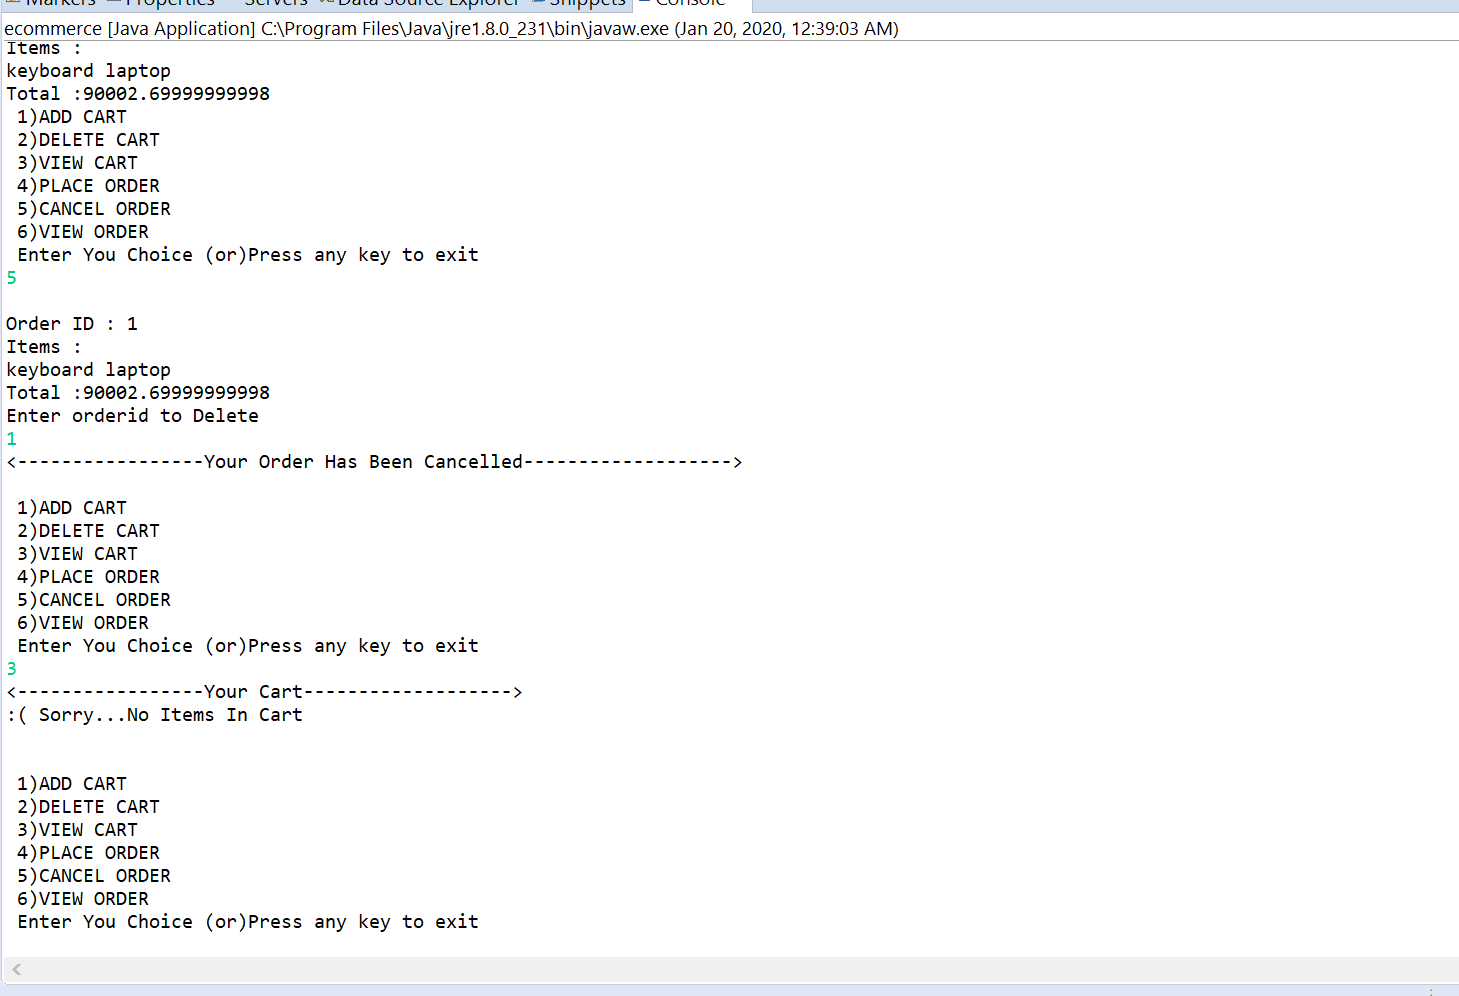 Markers Properties Servers Data Source Explorer Snippets Console
ecommerce [Java Application] C:\Program Files\Java\jre1.8.0_231\bin\javaw.exe (Jan 20, 2020, 12:39:03 AM)
Items :
keyboard laptop
Total :90002.69999999998
1)ADD CART
2)DELETE CART
3)VIEW CART
4)PLACE ORDER
5)CANCEL ORDER
6)VIEW ORDER
Enter You Choice (or)Press any key to exit
5
Order ID : 1
Items :
keyboard laptop
Total :90002.69999999998
Enter orderid to Delete
1
<-----------------Your Order Has Been Cancelled------------------->
1)ADD CART
2)DELETE CART
3)VIEW CART
4)PLACE ORDER
5)CANCEL ORDER
6)VIEW ORDER
Enter You Choice (or)Press any key to exit
3
<-----------------Your Cart------------------->
:( Sorry...No Items In Cart
1)ADD CART
2)DELETE CART
3)VIEW CART
4)PLACE ORDER
5)CANCEL ORDER
6)VIEW ORDER
Enter You Choice (or)Press any key to exit